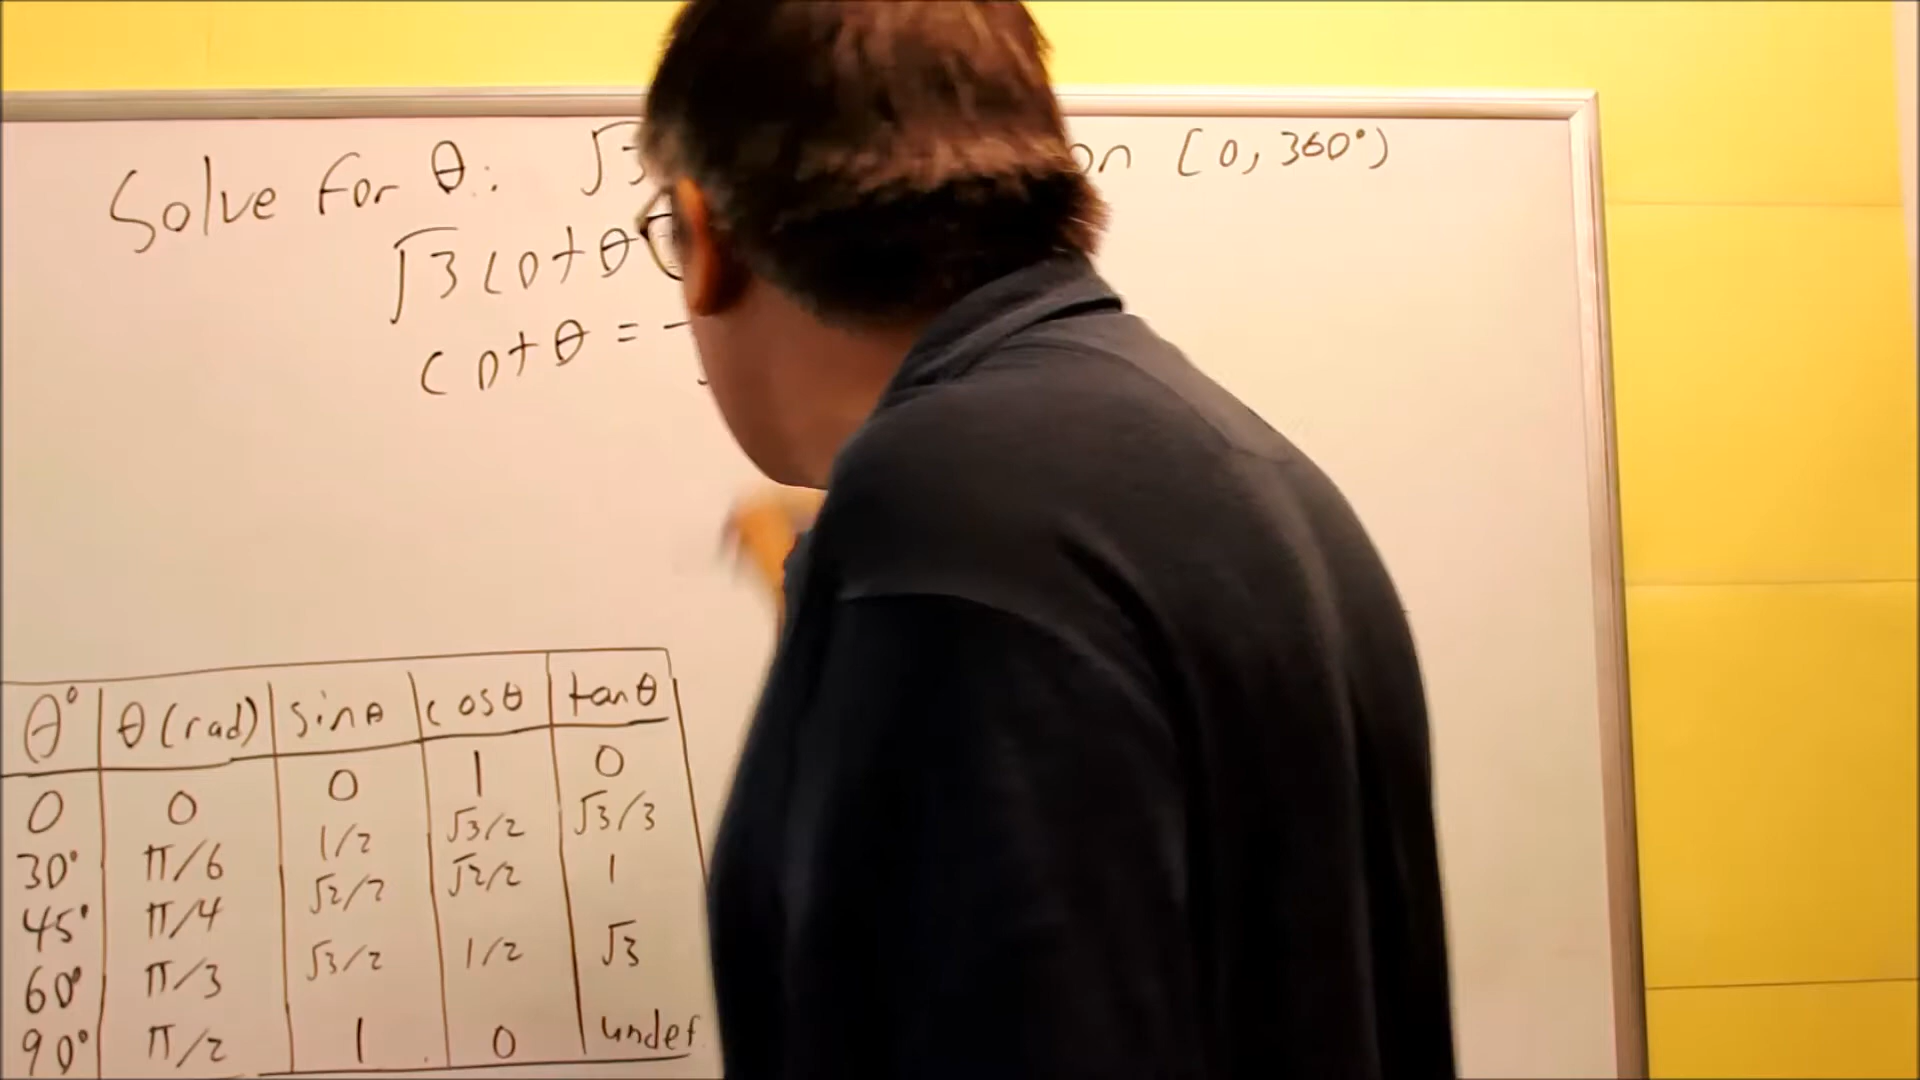 Solve for θ: √3 on [0, 360°)
√3 cot θ
cot θ = -
θ° θ (rad) sinθ cosθ tanθ
0 0 0 1 0
30° π/6 1/2 √3/2 √3/3
45° π/4 √2/2 √2/2 1
60° π/3 √3/2 1/2 √3
90° π/2 1 0 undef